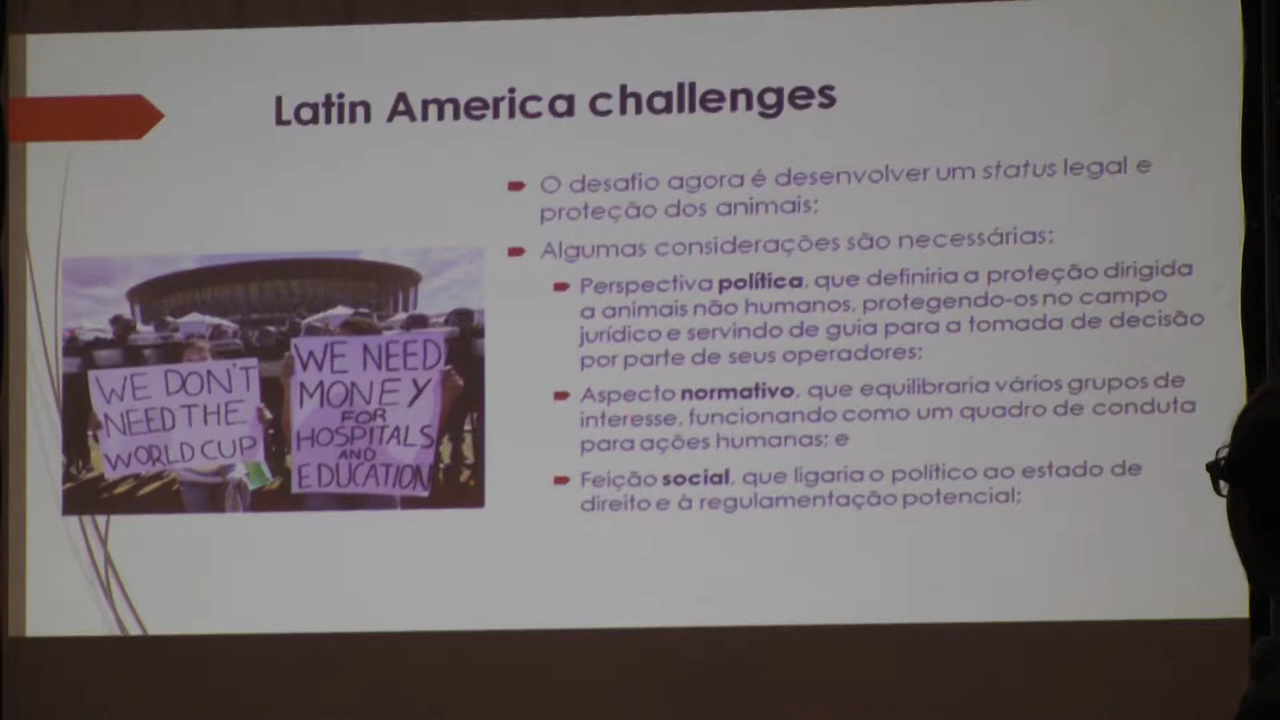 Latin America challenges
O desafio agora é desenvolver um status legal e
proteção dos animais;
Algumas considerações são necessárias:
Perspectiva política, que definiria a proteção dirigida
a animais não humanos, protegendo-os no campo
jurídico e servindo de guia para a tomada de decisão
por parte de seus operadores;
Aspecto normativo, que equilibraria vários grupos de
interesse, funcionando como um quadro de conduta
para ações humanas; e
Feição social, que ligaria o político ao estado de
direito e à regulamentação potencial;
WE DON'T
NEED THE
WORLD CUP
WE NEED
MONEY
FOR
HOSPITALS
AND
EDUCATION